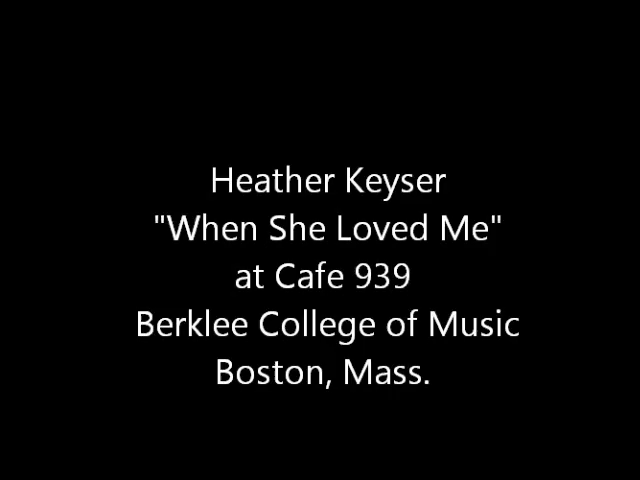 Heather Keyser
"When She Loved Me"
at Cafe 939
Berklee College of Music
Boston, Mass.